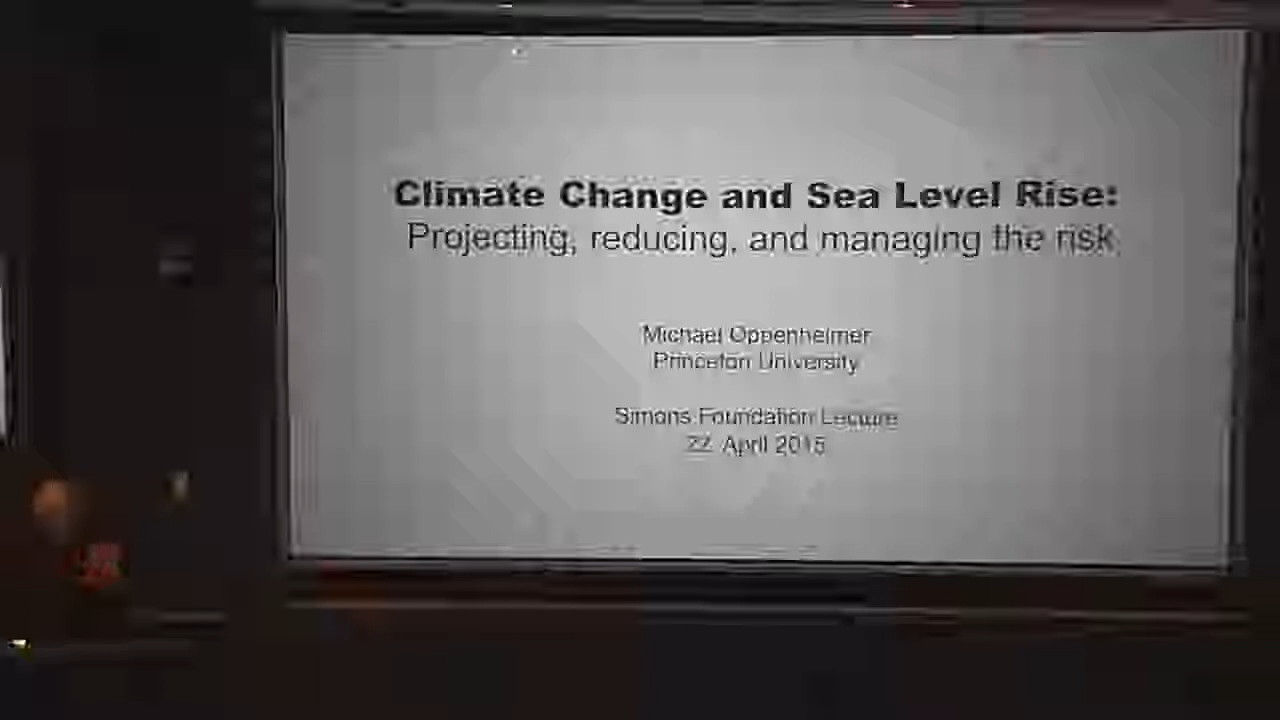 Climate Change and Sea Level Rise:
Projecting, reducing, and managing the risk
Michael Oppenheimer
Princeton University
Simons Foundation Lecture
22 April 2015